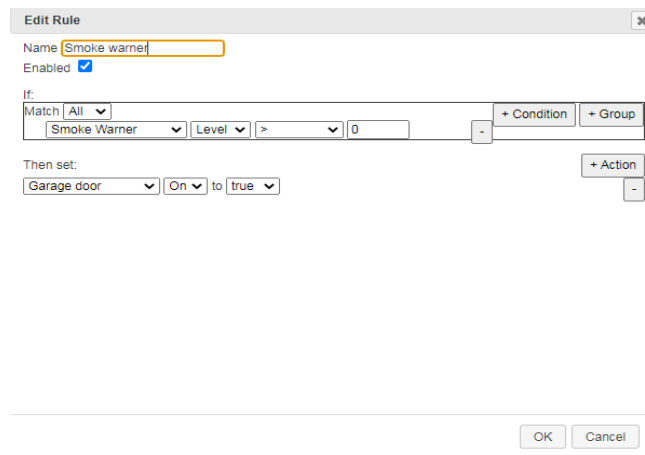 Edit Rule
Name Smoke warner
Enabled
If:
Match All + Condition + Group
Smoke Warner Level > 0 -
Then set: + Action
Garage door On to true -
OK Cancel